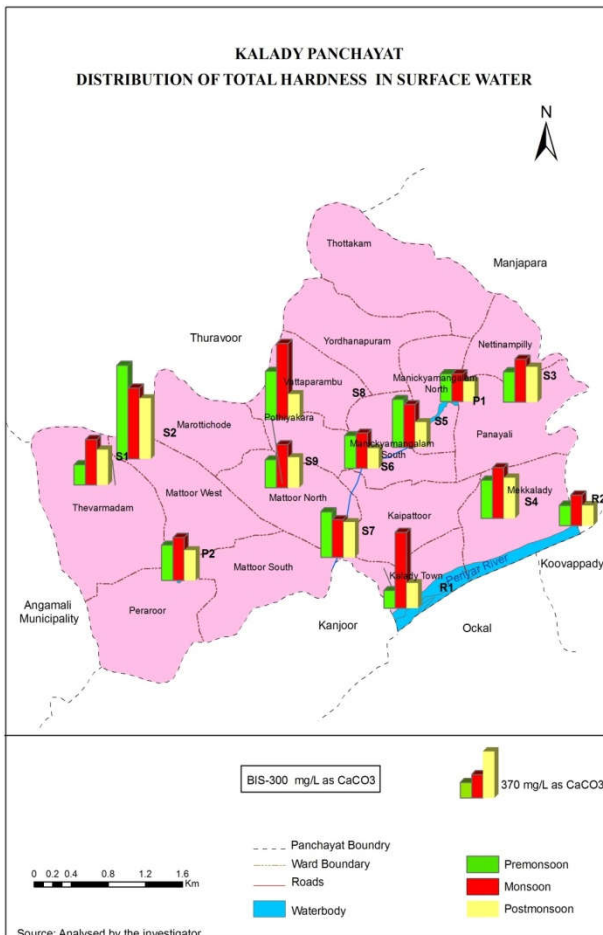 KALADY PANCHAYAT
DISTRIBUTION OF TOTAL HARDNESS IN SURFACE WATER
N
Thottakam
Manjapara
Thuravoor
Yordhanapuram
Nettinampilly
Vattaparambu
S8
Manickyamangalam
North
S3
P1
Pothiyakara
Marottichode
S2
S5
Manickyamangalam
South
Panayali
S1
S9
S6
Thevarmadam
Mattoor West
Mattoor North
Mekkalady
S4
R2
Kaipattoor
S7
P2
Mattoor South
Kalady Town
Periyar River
Koovappady
R1
Angamali
Municipality
Peraroor
Kanjoor
Ockal
BIS-300 mg/L as CaCO3
370 mg/L as CaCO3
Panchayat Boundry
Ward Boundary
Roads
Waterbody
Premonsoon
Monsoon
Postmonsoon
0 0.2 0.4 0.8 1.2 1.6
Km
Source: Analysed by the investigator